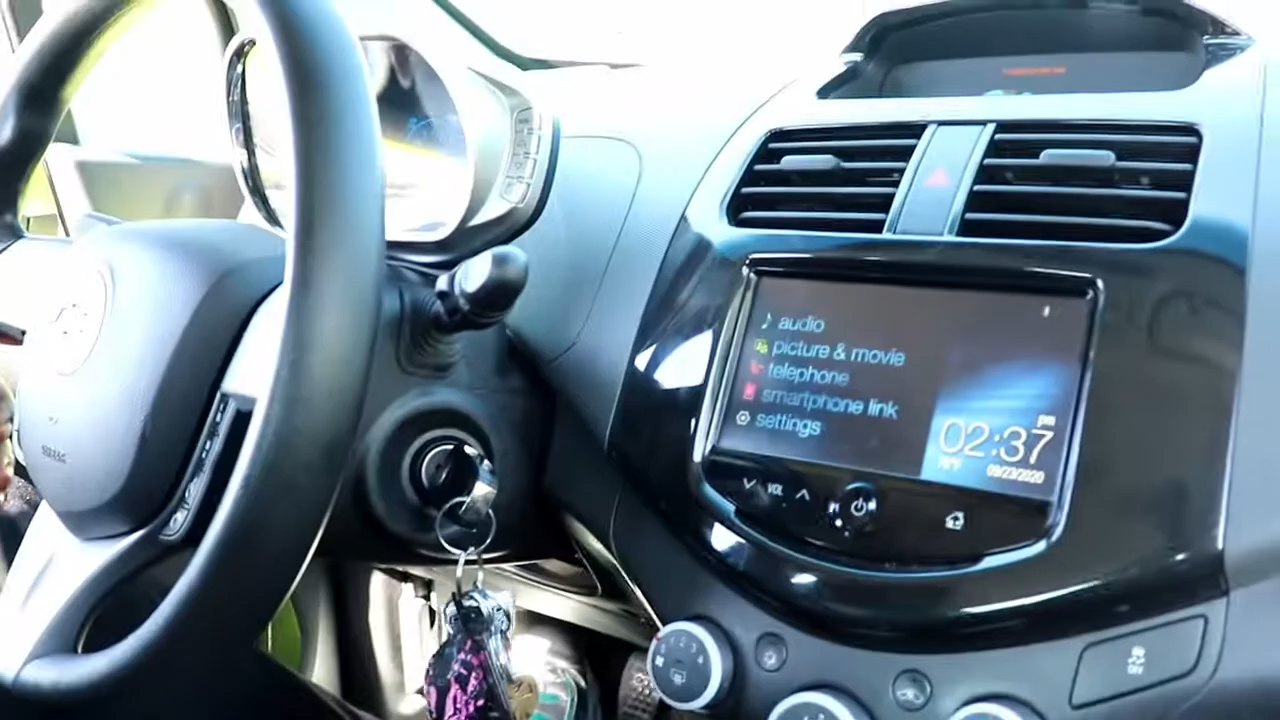 audio
picture & movie
telephone
smartphone link
settings
pm
02:37
09/23/2020
VOL